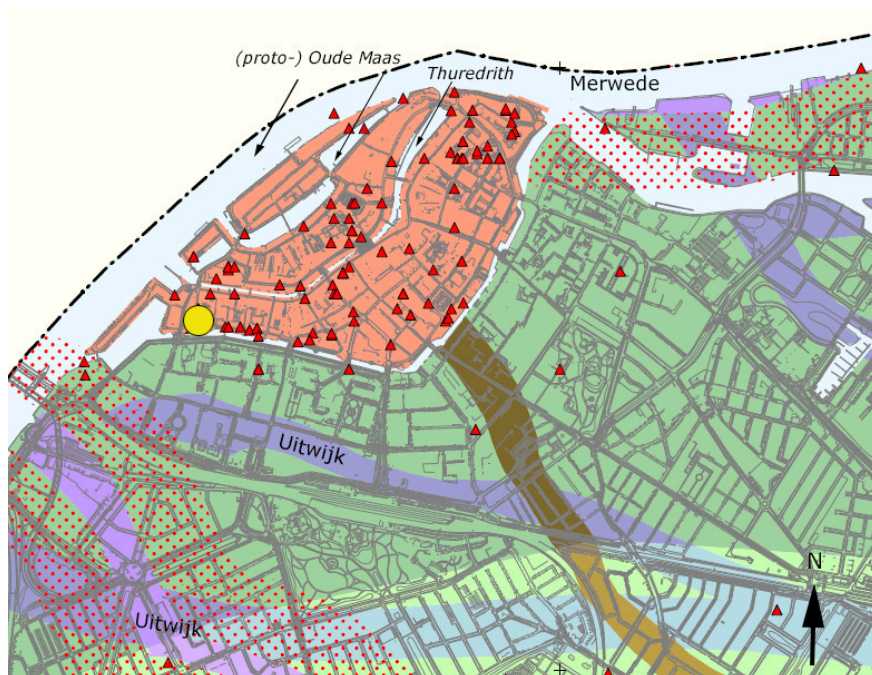 (proto-) Oude Maas
Thuredrith
Merwede
Uitwijk
N
Uitwijk